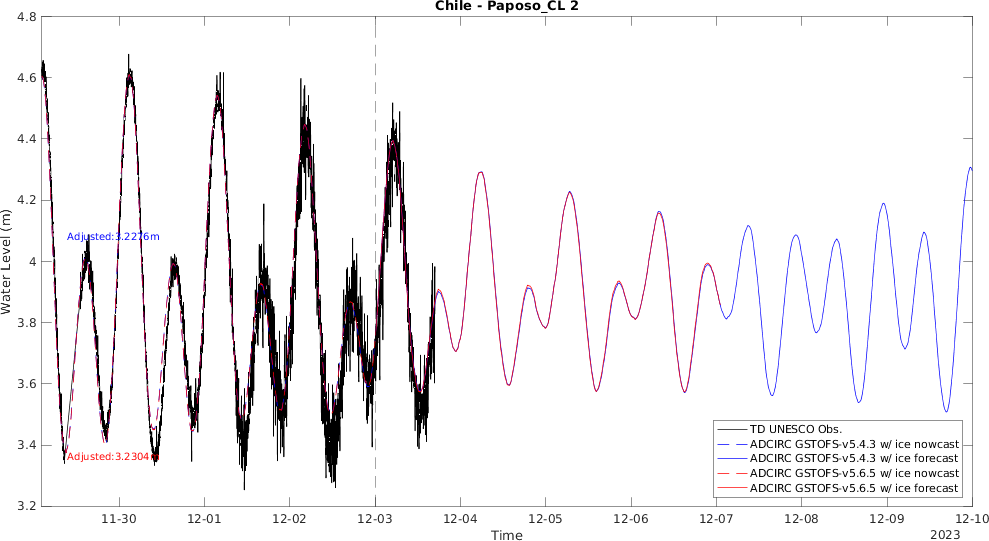 Chile - Paposo_CL 2
Water Level (m)
4.8
4.6
4.4
4.2
4
3.8
3.6
3.4
3.2
Adjusted:3.2276m
Adjusted:3.2304
TD UNESCO Obs.
ADCIRC GSTOFS-v5.4.3 w/ ice nowcast
ADCIRC GSTOFS-v5.4.3 w/ ice forecast
ADCIRC GSTOFS-v5.6.5 w/ ice nowcast
ADCIRC GSTOFS-v5.6.5 w/ ice forecast
11-30 12-01 12-02 12-03 12-04 12-05 12-06 12-07 12-08 12-09 12-10
Time
2023